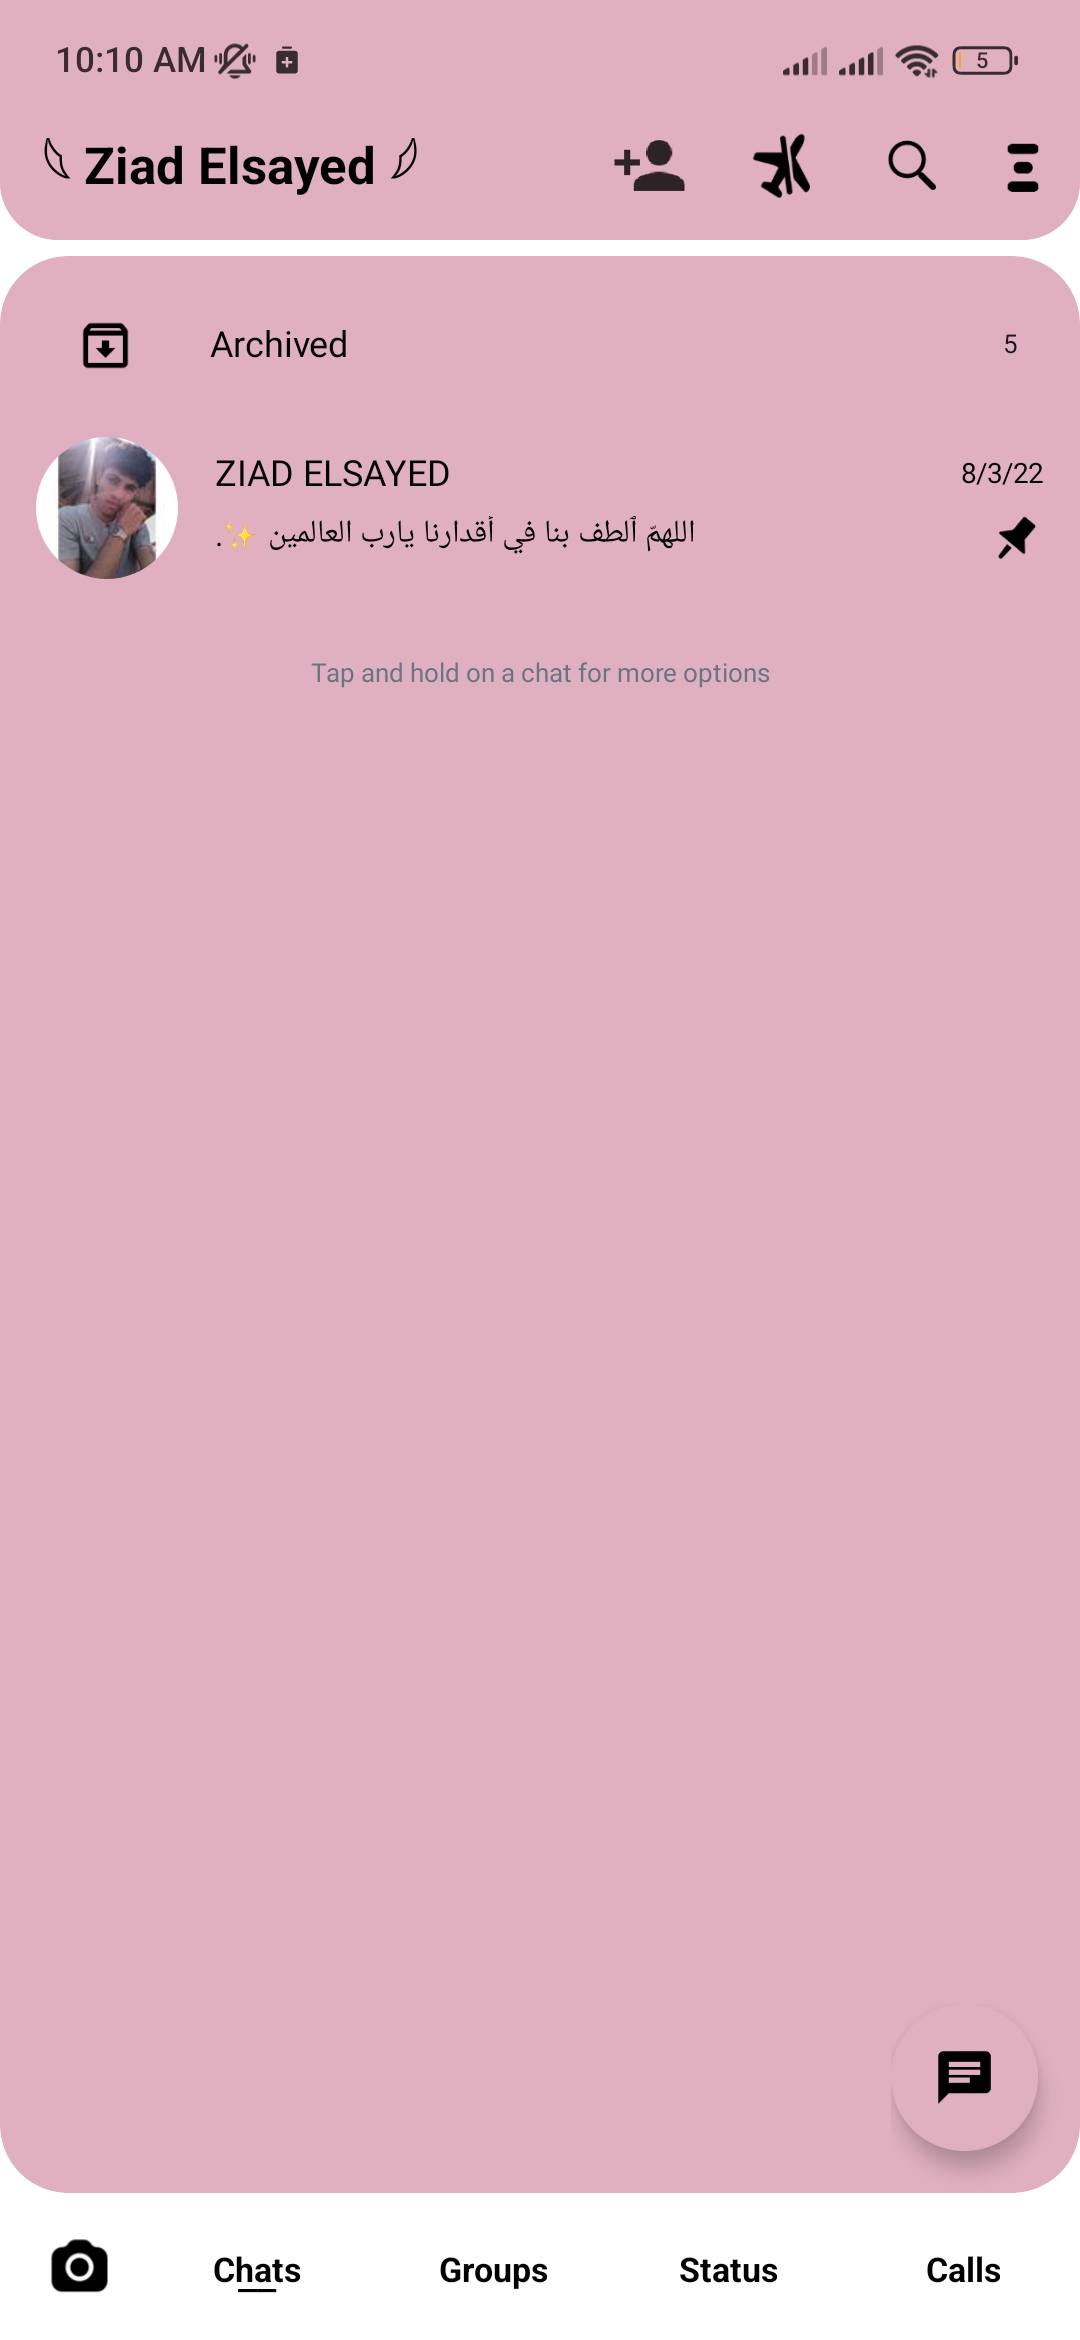 10:10 AM
5
Ziad Elsayed
Archived
5
ZIAD ELSAYED
8/3/22
اللهمّ ٱلطف بنا في أقدارنا يارب العالمين ✨.
Tap and hold on a chat for more options
Chats
Groups
Status
Calls